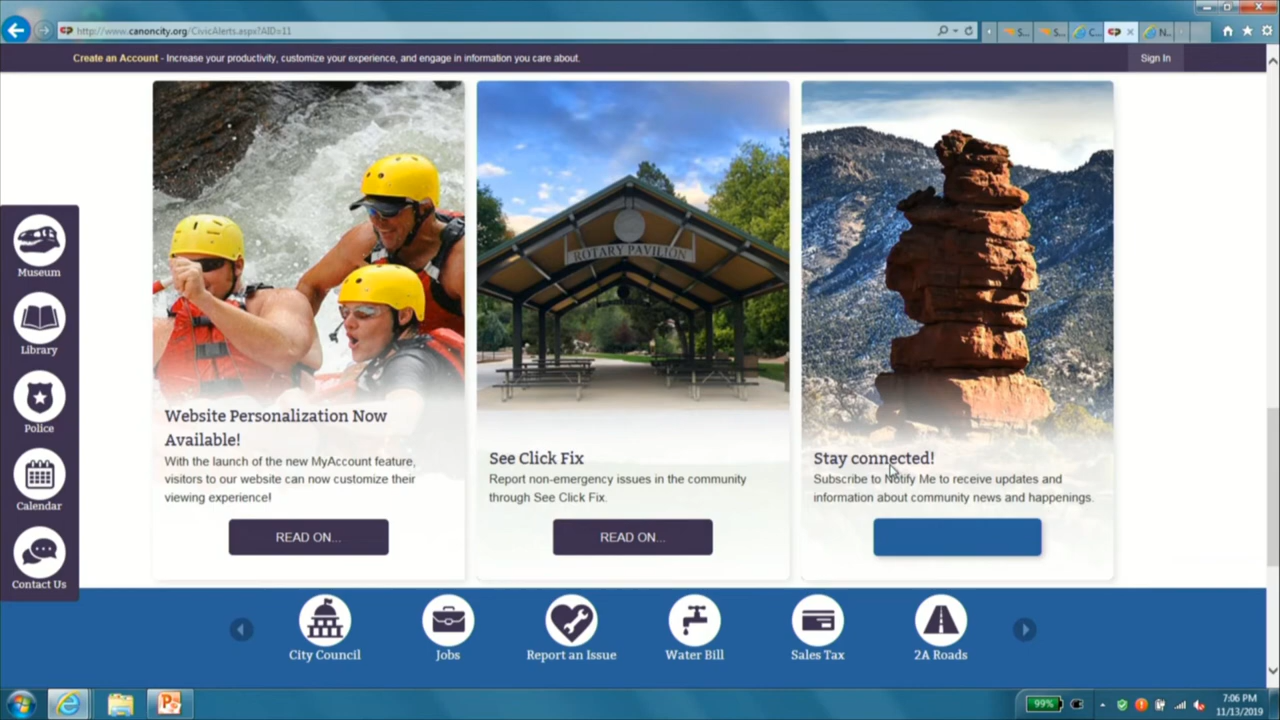 http://www.canoncity.org/CivicAlerts.aspx?AID=11
S...
S...
C...
N...
Create an Account - Increase your productivity, customize your experience, and engage in information you care about.
Sign In
Museum
Library
Police
Calendar
Contact Us
ROTARY PAVILION
Website Personalization Now
Available!
With the launch of the new MyAccount feature,
visitors to our website can now customize their
viewing experience!
READ ON...
See Click Fix
Report non-emergency issues in the community
through See Click Fix.
READ ON...
Stay connected!
Subscribe to Notify Me to receive updates and
information about community news and happenings.
City Council
Jobs
Report an Issue
Water Bill
Sales Tax
2A Roads
99%
7:06 PM
11/13/2019